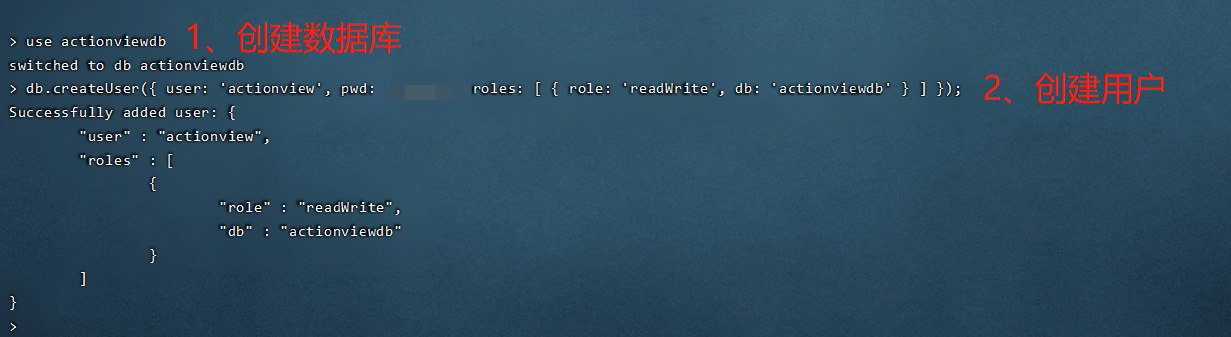 > use actionviewdb 1、创建数据库
switched to db actionviewdb
> db.createUser({ user: 'actionview', pwd: roles: [ { role: 'readWrite', db: 'actionviewdb' } ] }); 2、创建用户
Successfully added user: {
"user" : "actionview",
"roles" : [
{
"role" : "readWrite",
"db" : "actionviewdb"
}
]
}
>